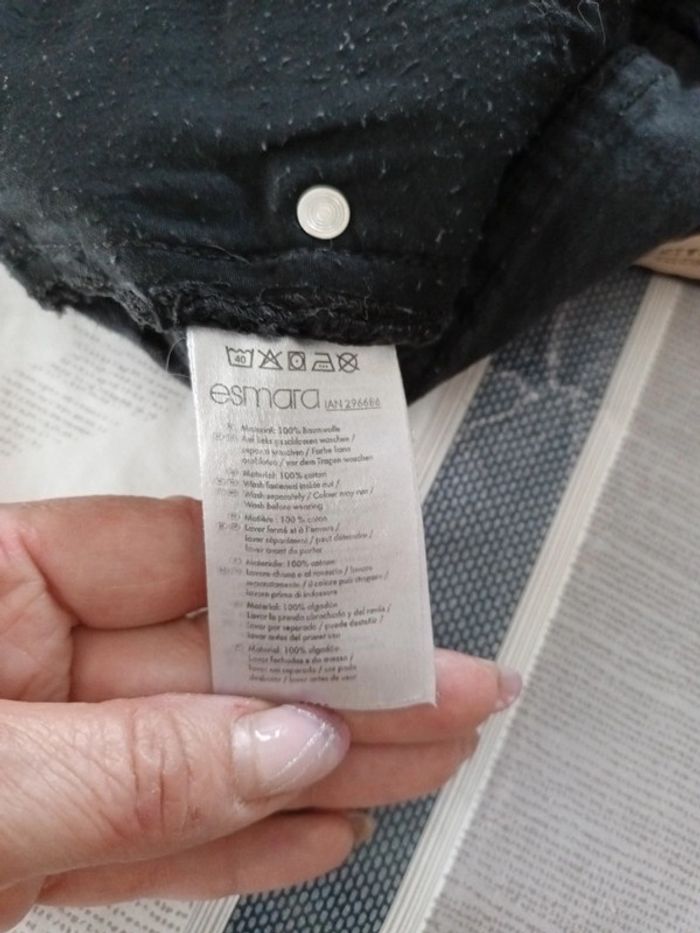 40
esmara IAN 296686
Material: 100% Baumwolle
Auf links geschlossen waschen /
separat waschen / Farbe kann
ausbluten / vor dem Tragen waschen
Material: 100% cotton
Wash fastened inside out /
Wash separately / Colour may run /
Wash before wearing
Matière: 100 % coton
Laver fermé et à l'envers /
laver séparément / peut déteindre /
laver avant de porter
Materiale: 100% cotone
Lavare chiuso e al rovescio / lavare
separatamente / il colore può stingere /
lavare prima di indossare
Material: 100% algodón
Lavar la prenda abrochada y del revés /
Lavar por separado / puede desteñir /
lavar antes del primer uso
Material: 100% algodão
Lavar fechado e do avesso /
lavar em separado / cor pode
desbotar / lavar antes de usar